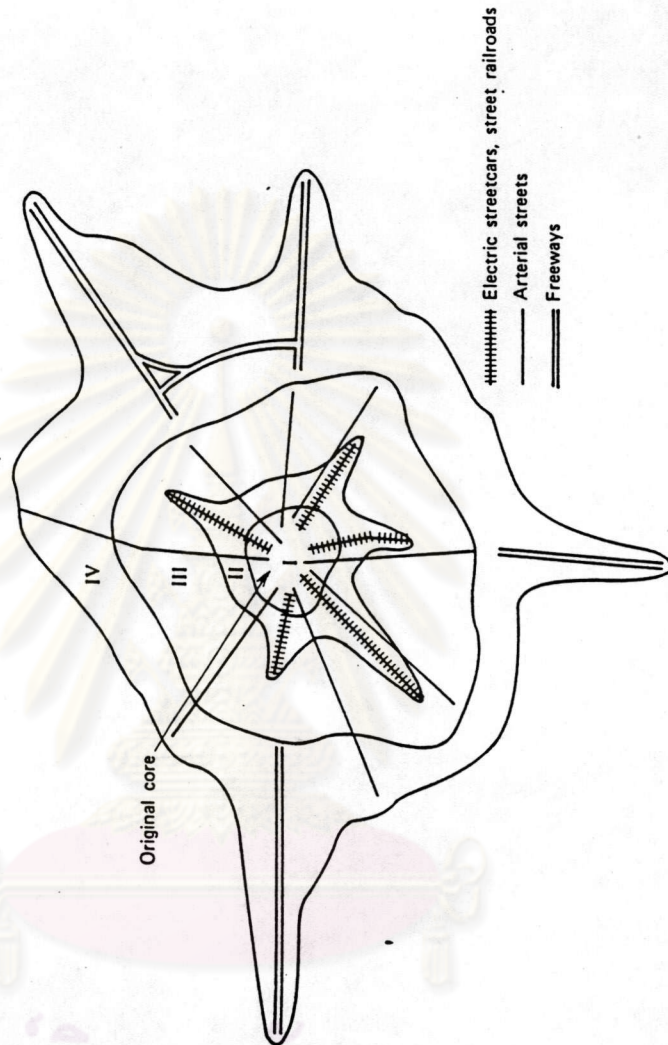 IV
III
II
I
Original core
Electric streetcars, street railroads
Arterial streets
Freeways